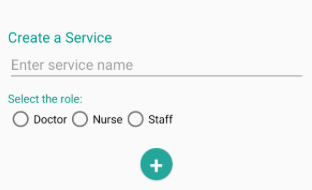 Create a Service
Enter service name
Select the role:
Doctor Nurse Staff
+